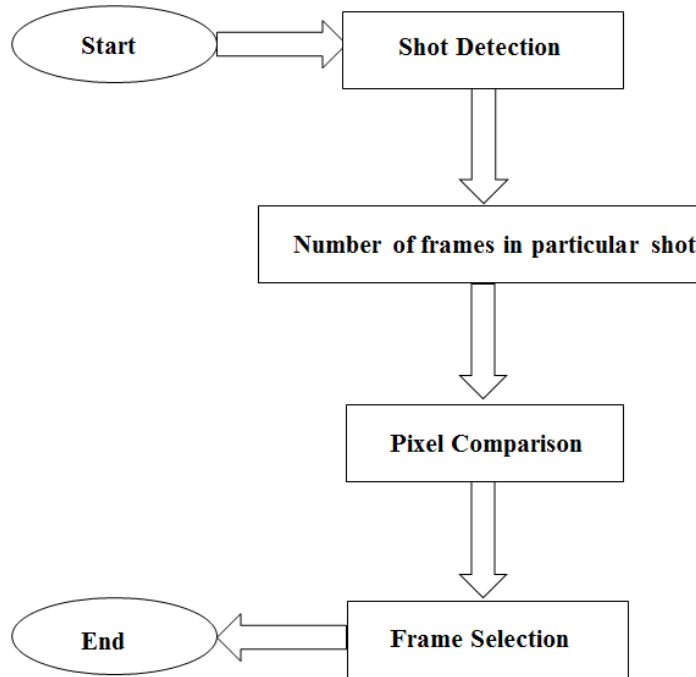 Start
Shot Detection
Number of frames in particular shot
Pixel Comparison
Frame Selection
End